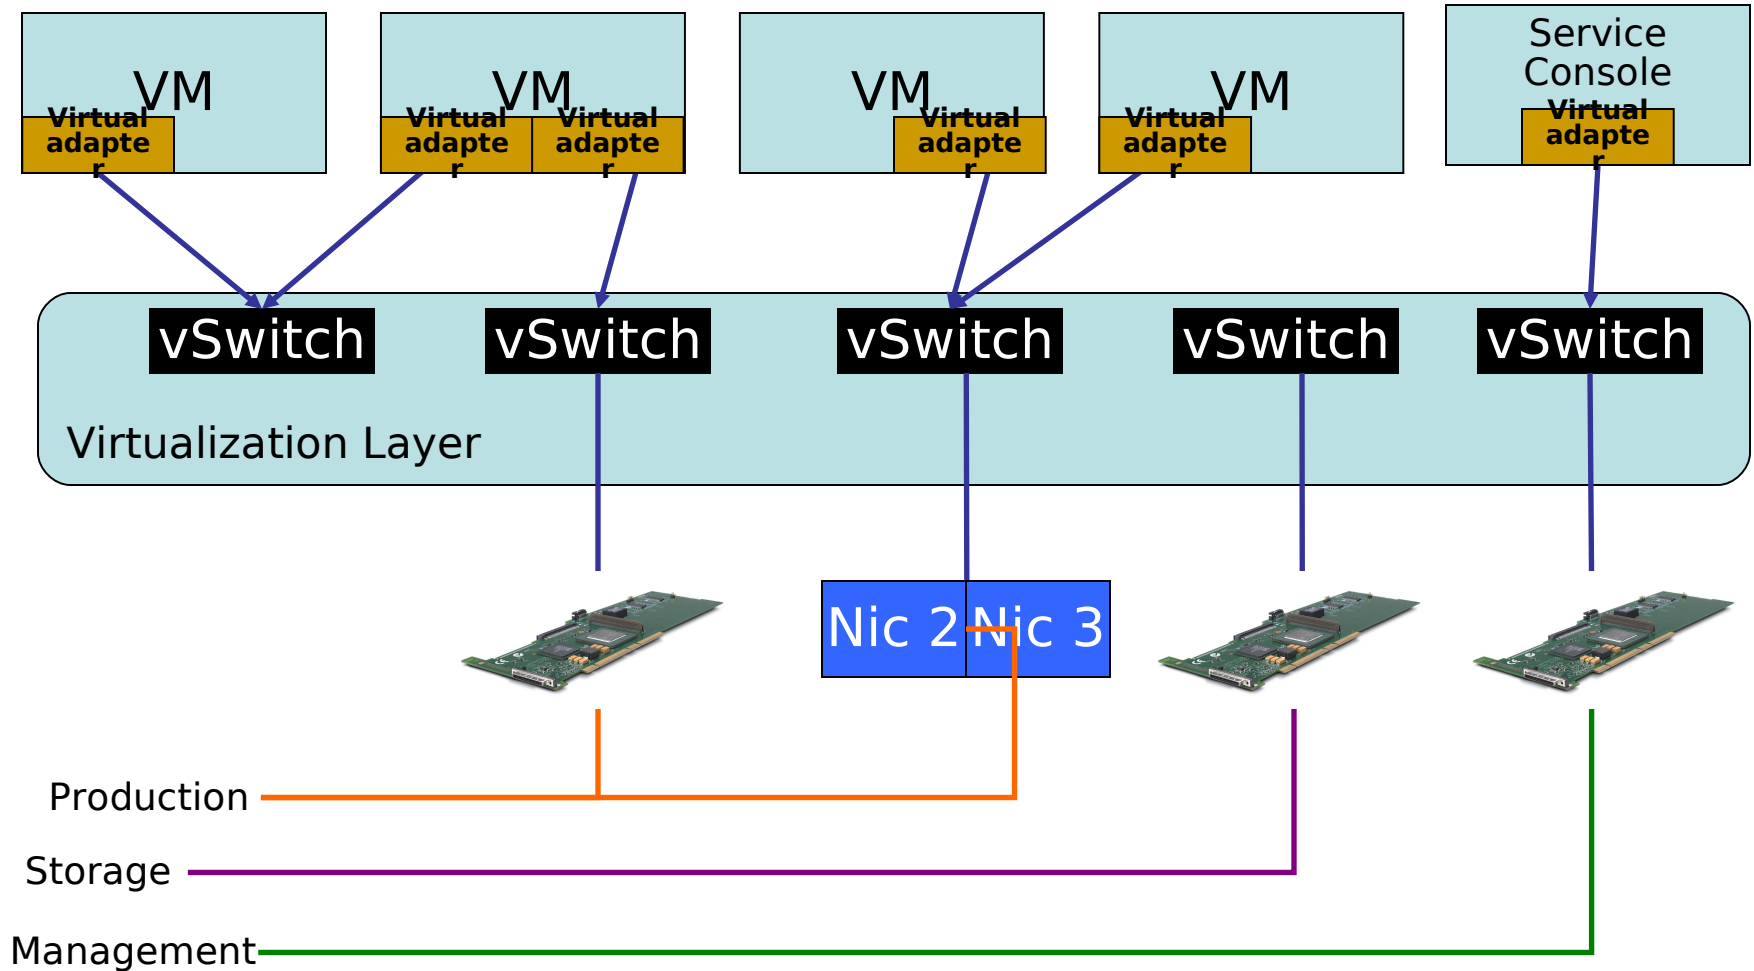 VM
Virtual
adapte
r
VM
Virtual
adapte
r
Virtual
adapte
r
VM
Virtual
adapte
r
VM
Virtual
adapte
r
Service
Console
Virtual
adapte
r
vSwitch
vSwitch
vSwitch
vSwitch
vSwitch
Virtualization Layer
Nic 2
Nic 3
Production
Storage
Management